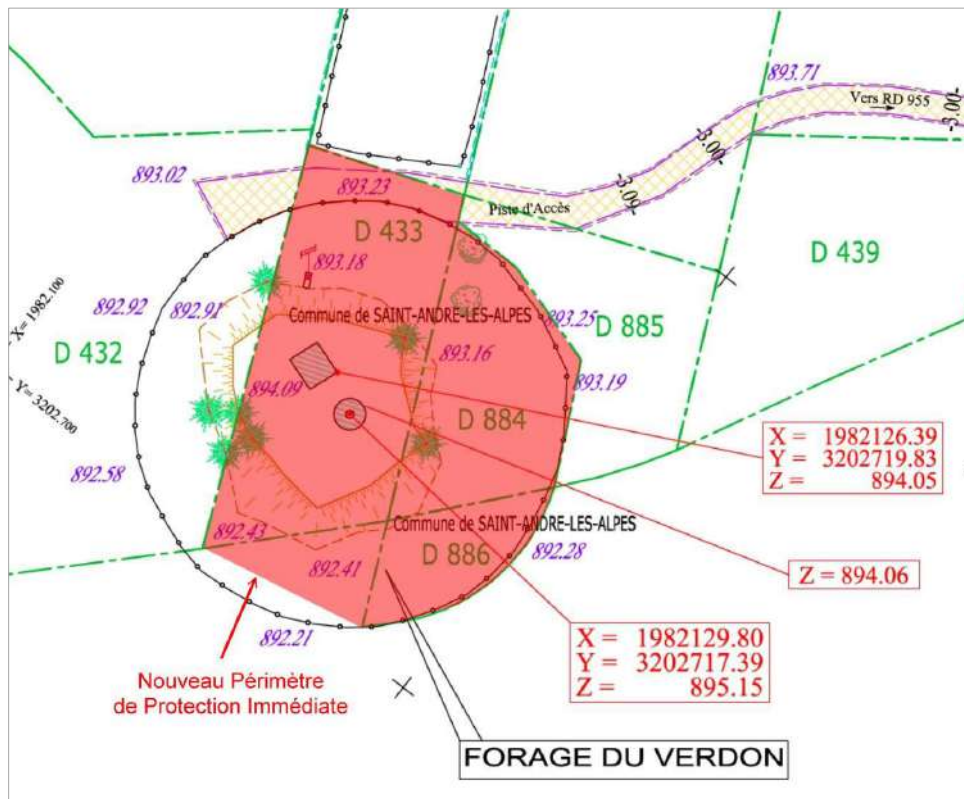 893.71
Vers RD 955
-3.00-
-3.00-
-3.09-
893.02
893.23
Piste d'Accès
D 433
D 439
893.18
X= 1982.100
892.92
892.91
Commune de SAINT-ANDRE-LES-ALPES
893.25
D 885
D 432
893.16
894.09
893.19
Y= 3202.700
D 884
X = 1982126.39
Y = 3202719.83
Z = 894.05
892.58
892.43
Commune de SAINT-ANDRE-LES-ALPES
D 886
892.28
892.41
Z = 894.06
892.21
X = 1982129.80
Y = 3202717.39
Z = 895.15
Nouveau Périmètre
de Protection Immédiate
FORAGE DU VERDON